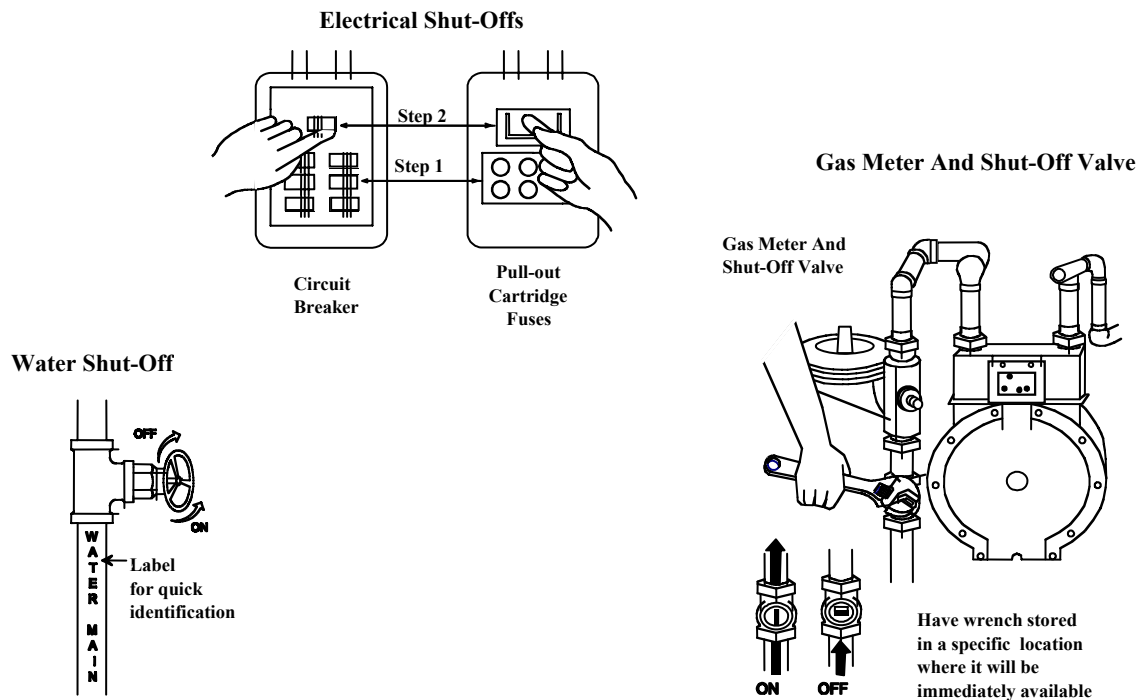 Electrical Shut-Offs
Step 2
Step 1
Circuit
Breaker
Pull-out
Cartridge
Fuses
Gas Meter And Shut-Off Valve
Gas Meter And
Shut-Off Valve
Water Shut-Off
OFF
ON
WATER MAIN
Label
for quick
identification
ON
OFF
Have wrench stored
in a specific location
where it will be
immediately available